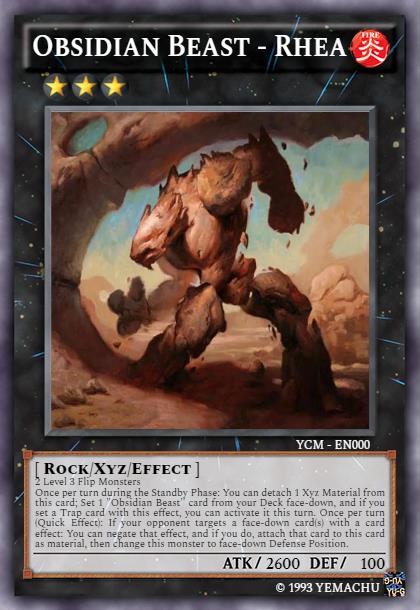 OBSIDIAN BEAST - RHEA
FIRE
炎
YCM - EN000
[ ROCK/XYZ/EFFECT ]
2 Level 3 Flip Monsters
Once per turn during the Standby Phase: You can detach 1 Xyz Material from
this card; Set 1 "Obsidian Beast" card from your Deck face-down, and if you
set a Trap card with this effect, you can activate it this turn. Once per turn
(Quick Effect): If your opponent targets a face-down card(s) with a card
effect: You can negate that effect, and if you do, attach that card to this card
as material, then change this monster to face-down Defense Position.
ATK/ 2600 DEF/ 100
© 1993 YEMACHU